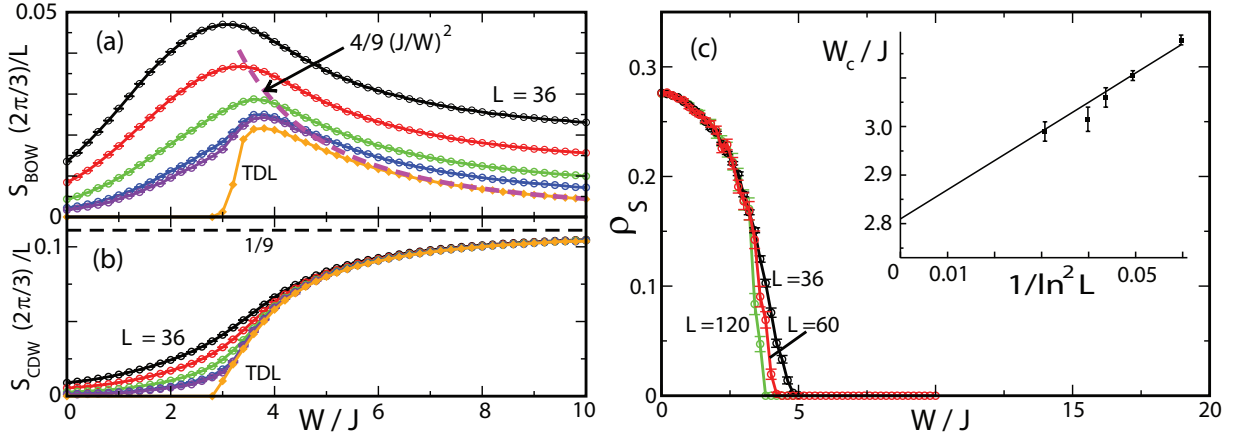 (a)
4/9 (J/W)²
L = 36
TDL
S_BOW (2π/3)/L
0.05
0
(b)
1/9
L = 36
TDL
S_CDW (2π/3) /L
0.1
0
0 2 4 6 8 10
W / J
(c)
L=36
L=60
L=120
ρ_S
0.3
0.2
0.1
0
0 5 10 15 20
W / J
W_c / J
3.0
2.9
2.8
0 0.01 0.05
1/ln² L